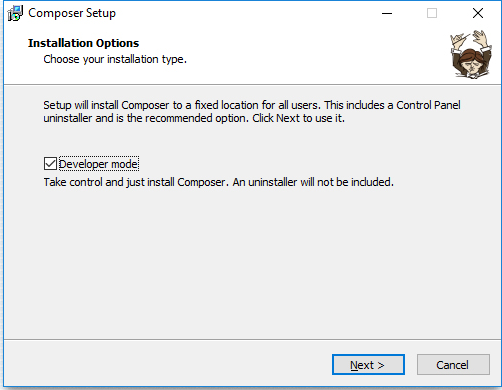 Composer Setup
Installation Options
Choose your installation type.
Setup will install Composer to a fixed location for all users. This includes a Control Panel
uninstaller and is the recommended option. Click Next to use it.
Developer mode
Take control and just install Composer. An uninstaller will not be included.
Next >
Cancel